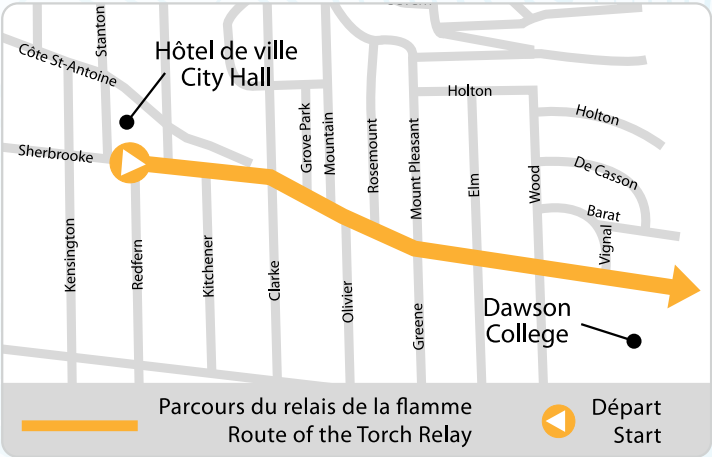 Stanton
Côte St-Antoine
Hôtel de ville
City Hall
Holton
Holton
Grove Park
Mountain
Rosemount
Mount Pleasant
Sherbrooke
De Casson
Elm
Wood
Barat
Vignal
Kensington
Redfern
Kitchener
Clarke
Olivier
Greene
Dawson
College
Parcours du relais de la flamme
Route of the Torch Relay
Départ
Start